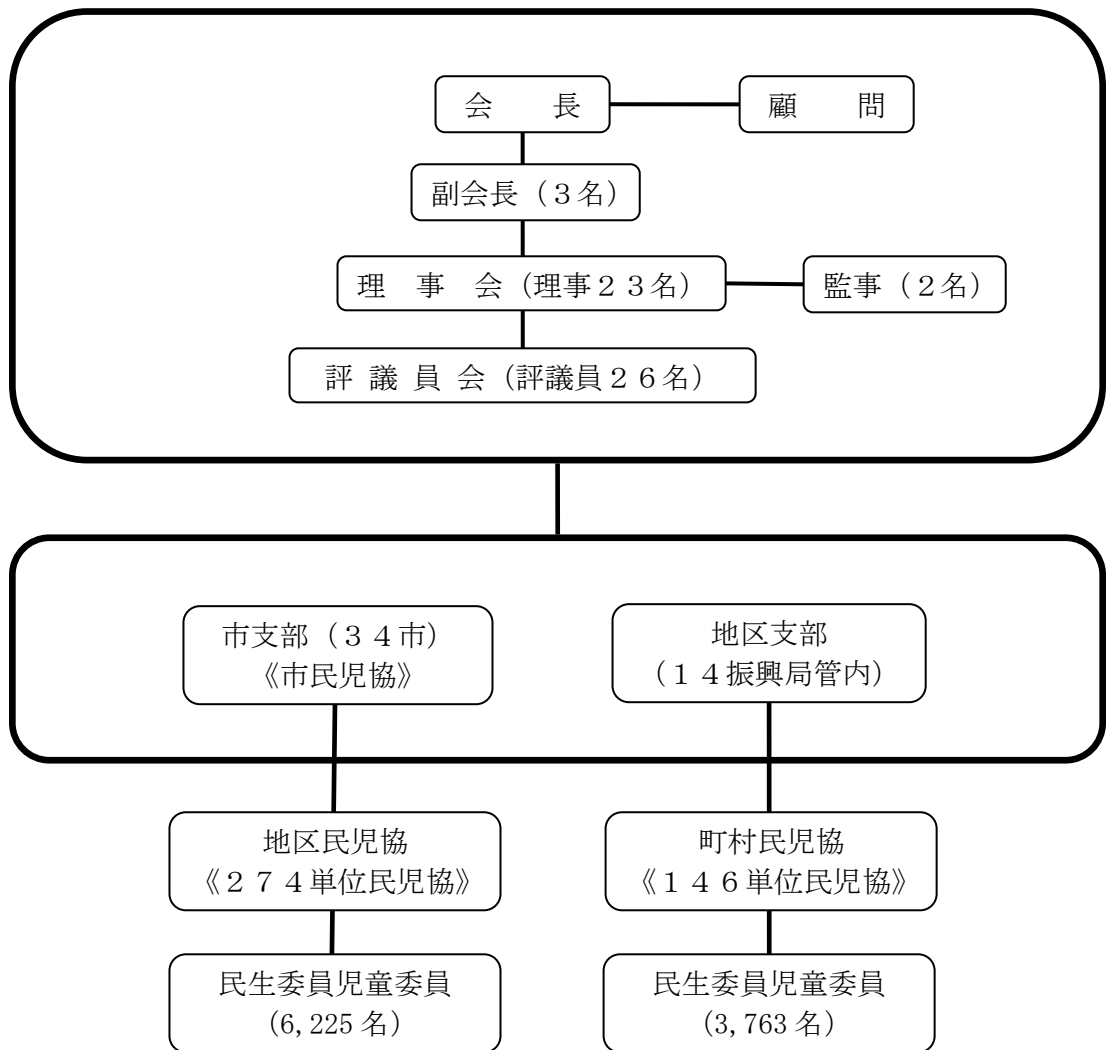 会　　長
顧　　問
副会長（３名）
理　事　会（理事２３名）
監事（２名）
評 議 員 会（評議員２６名）
市支部（３４市）
《市民児協》
地区支部
（１４振興局管内）
地区民児協
《２７４単位民児協》
町村民児協
《１４６単位民児協》
民生委員児童委員
(6,225 名）
民生委員児童委員
(3,763 名）